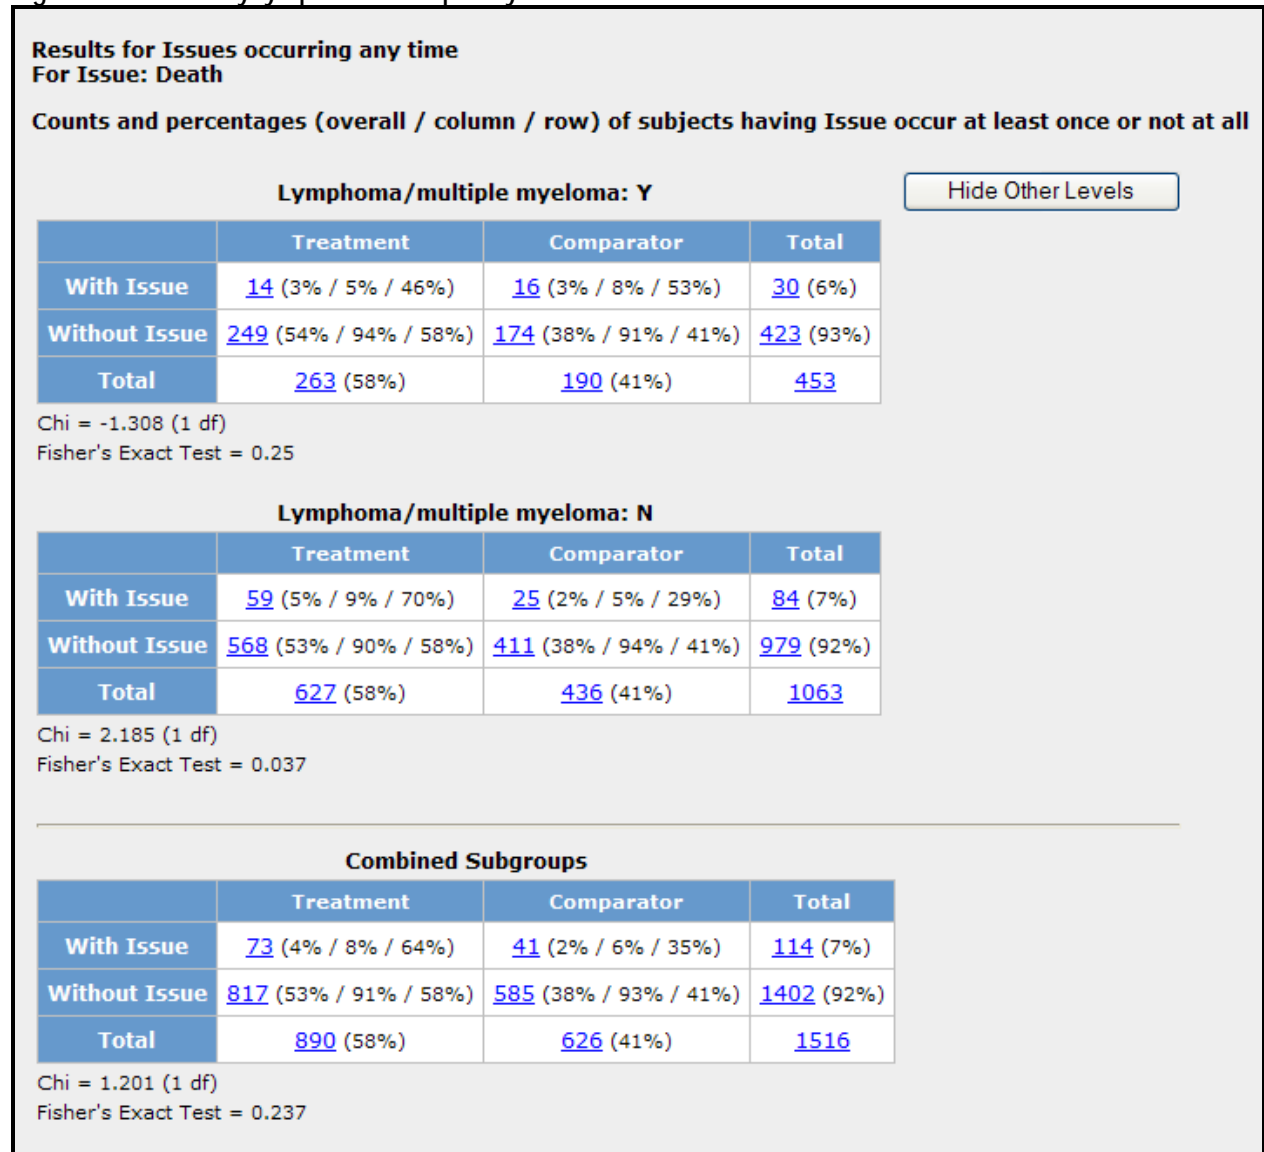 Results for Issues occurring any time
For Issue: Death
Counts and percentages (overall / column / row) of subjects having Issue occur at least once or not at all
Lymphoma/multiple myeloma: Y
Hide Other Levels
Treatment Comparator Total
With Issue 14 (3% / 5% / 46%) 16 (3% / 8% / 53%) 30 (6%)
Without Issue 249 (54% / 94% / 58%) 174 (38% / 91% / 41%) 423 (93%)
Total 263 (58%) 190 (41%) 453
Chi = -1.308 (1 df)
Fisher's Exact Test = 0.25
Lymphoma/multiple myeloma: N
Treatment Comparator Total
With Issue 59 (5% / 9% / 70%) 25 (2% / 5% / 29%) 84 (7%)
Without Issue 568 (53% / 90% / 58%) 411 (38% / 94% / 41%) 979 (92%)
Total 627 (58%) 436 (41%) 1063
Chi = 2.185 (1 df)
Fisher's Exact Test = 0.037
Combined Subgroups
Treatment Comparator Total
With Issue 73 (4% / 8% / 64%) 41 (2% / 6% / 35%) 114 (7%)
Without Issue 817 (53% / 91% / 58%) 585 (38% / 93% / 41%) 1402 (92%)
Total 890 (58%) 626 (41%) 1516
Chi = 1.201 (1 df)
Fisher's Exact Test = 0.237